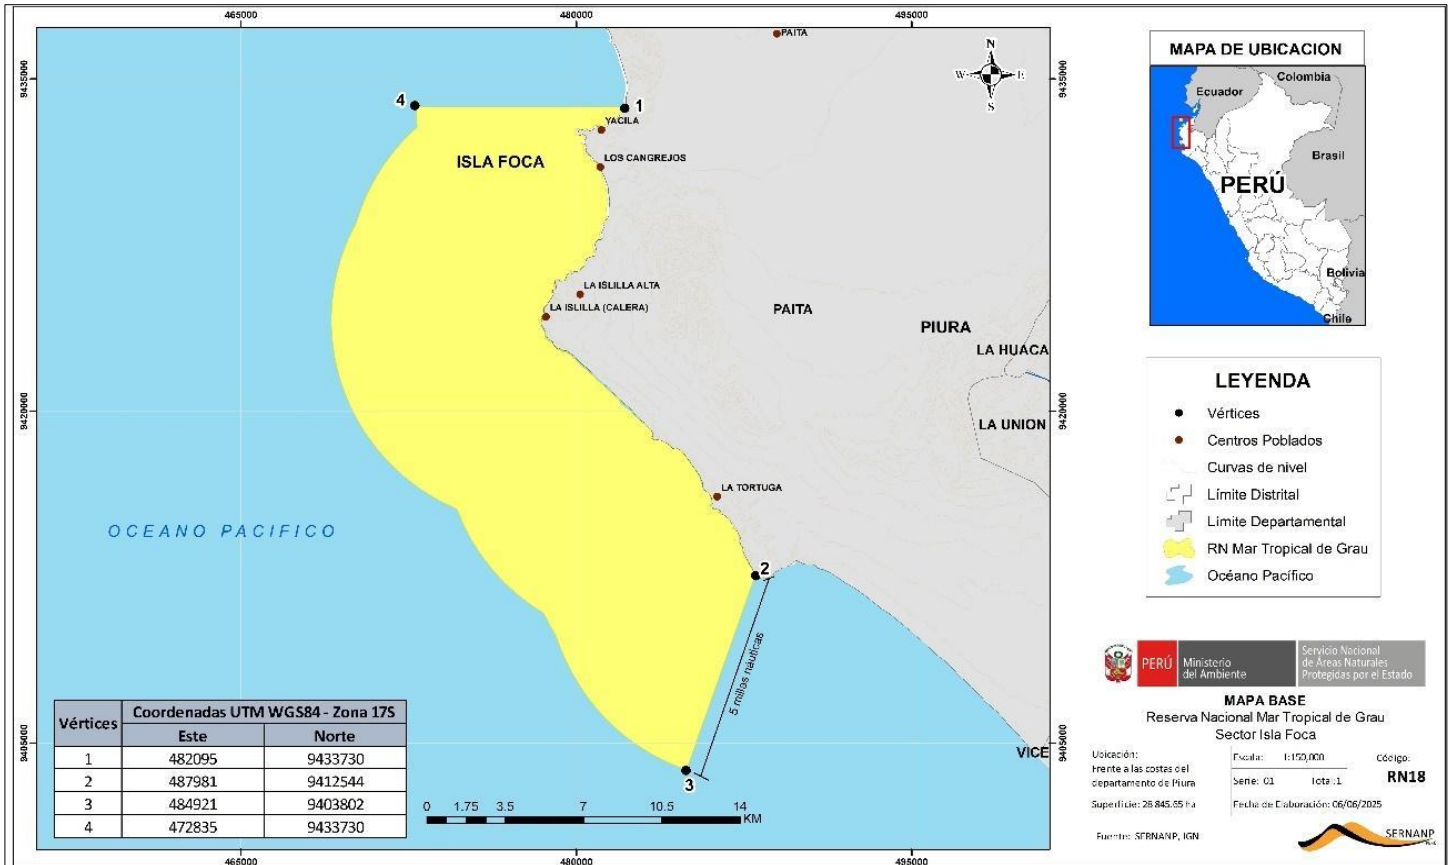 465000
480000
495000
9435000
9435000
9420000
9420000
9405000
9405000
465000
480000
495000
PAITA
N
W
E
S
4
1
YACILA
ISLA FOCA
LOS CANGREJOS
LA ISLILLA ALTA
LA ISLILLA (CALERA)
PAITA
PIURA
LA HUACA
LA UNION
LA TORTUGA
OCEANO PACIFICO
2
5 millas náuticas
3
VICE
Vértices
Coordenadas UTM WGS84 - Zona 17S
Este Norte
1 482095 9433730
2 487981 9412544
3 484921 9403802
4 472835 9433730
0 1.75 3.5 7 10.5 14
KM
MAPA DE UBICACION
Colombia
Ecuador
Brasil
PERÚ
Bolivia
Chile
LEYENDA
Vértices
Centros Poblados
Curvas de nivel
Límite Distrital
Límite Departamental
RN Mar Tropical de Grau
Océano Pacífico
PERÚ
Ministerio
del Ambiente
Servicio Nacional
de Áreas Naturales
Protegidas por el Estado
MAPA BASE
Reserva Nacional Mar Tropical de Grau
Sector Isla Foca
Ubicación:
Frente a las costas del
departamento de Piura
Superficie: 28 845.65 ha
Escala: 1:150,000
Serie: 01 Total: 1
Fecha de Elaboración: 06/06/2025
Código:
RN18
Fuente: SERNANP, IGN
SERNANP